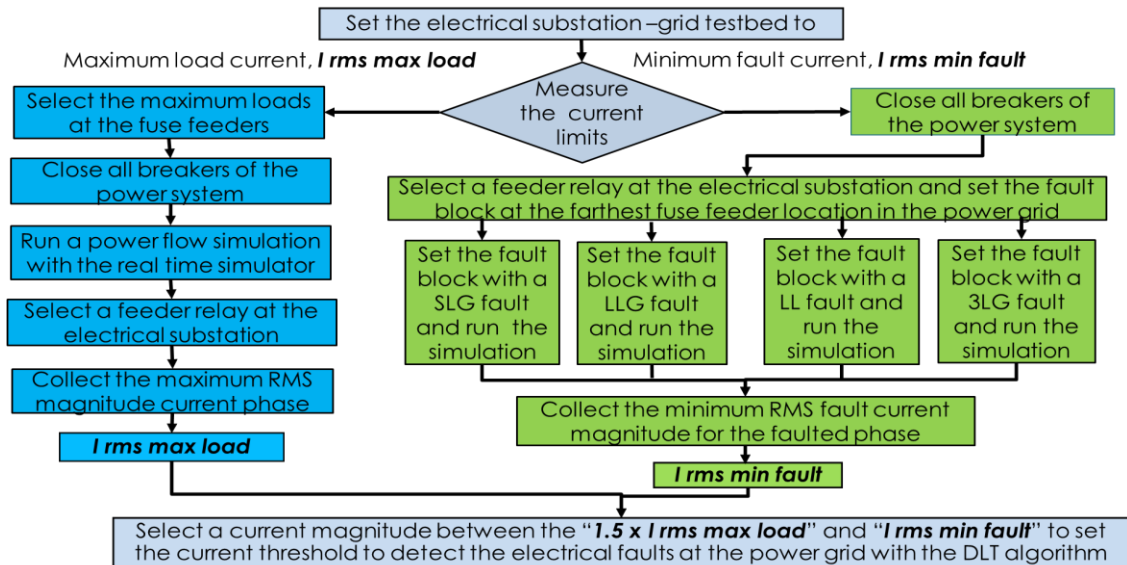 Set the electrical substation –grid testbed to
Maximum load current, I rms max load
Minimum fault current, I rms min fault
Measure
the current
limits
Select the maximum loads
at the fuse feeders
Close all breakers of the
power system
Run a power flow simulation
with the real time simulator
Select a feeder relay at the
electrical substation
Collect the maximum RMS
magnitude current phase
I rms max load
Close all breakers of
the power system
Select a feeder relay at the electrical substation and set the fault
block at the farthest fuse feeder location in the power grid
Set the fault
block with a
SLG fault
and run the
simulation
Set the fault
block with a
LLG fault
and run the
simulation
Set the fault
block with a
LL fault and
run the
simulation
Set the fault
block with a
3LG fault
and run the
simulation
Collect the minimum RMS fault current
magnitude for the faulted phase
I rms min fault
Select a current magnitude between the “1.5 x I rms max load” and “I rms min fault” to set
the current threshold to detect the electrical faults at the power grid with the DLT algorithm